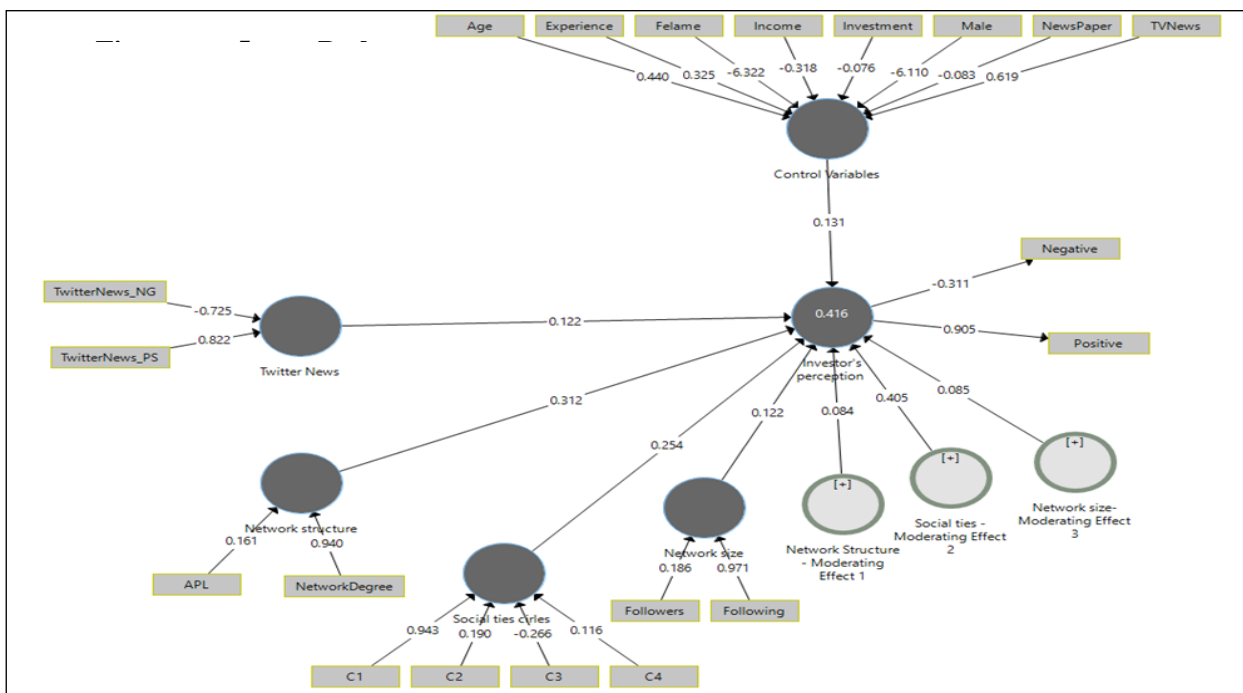 Age Experience Felame Income Investment Male NewsPaper TVNews
0.440 0.325 -6.322 -0.318 -0.076 -6.110 -0.083 0.619
Control Variables
0.131
Negative
-0.311
TwitterNews_NG
-0.725
0.822
TwitterNews_PS
Twitter News
0.122
0.416
0.905
Positive
Investor's
perception
0.312
0.254
0.122
0.084
0.405
0.085
[+]
[+]
[+]
Network structure
0.161
0.940
APL
NetworkDegree
Network size
0.186
0.971
Followers
Following
Network Structure
- Moderating
Effect 1
Social ties -
Moderating Effect
2
Network size-
Moderating Effect
3
Social ties cirles
0.943
0.190
-0.266
0.116
C1 C2 C3 C4